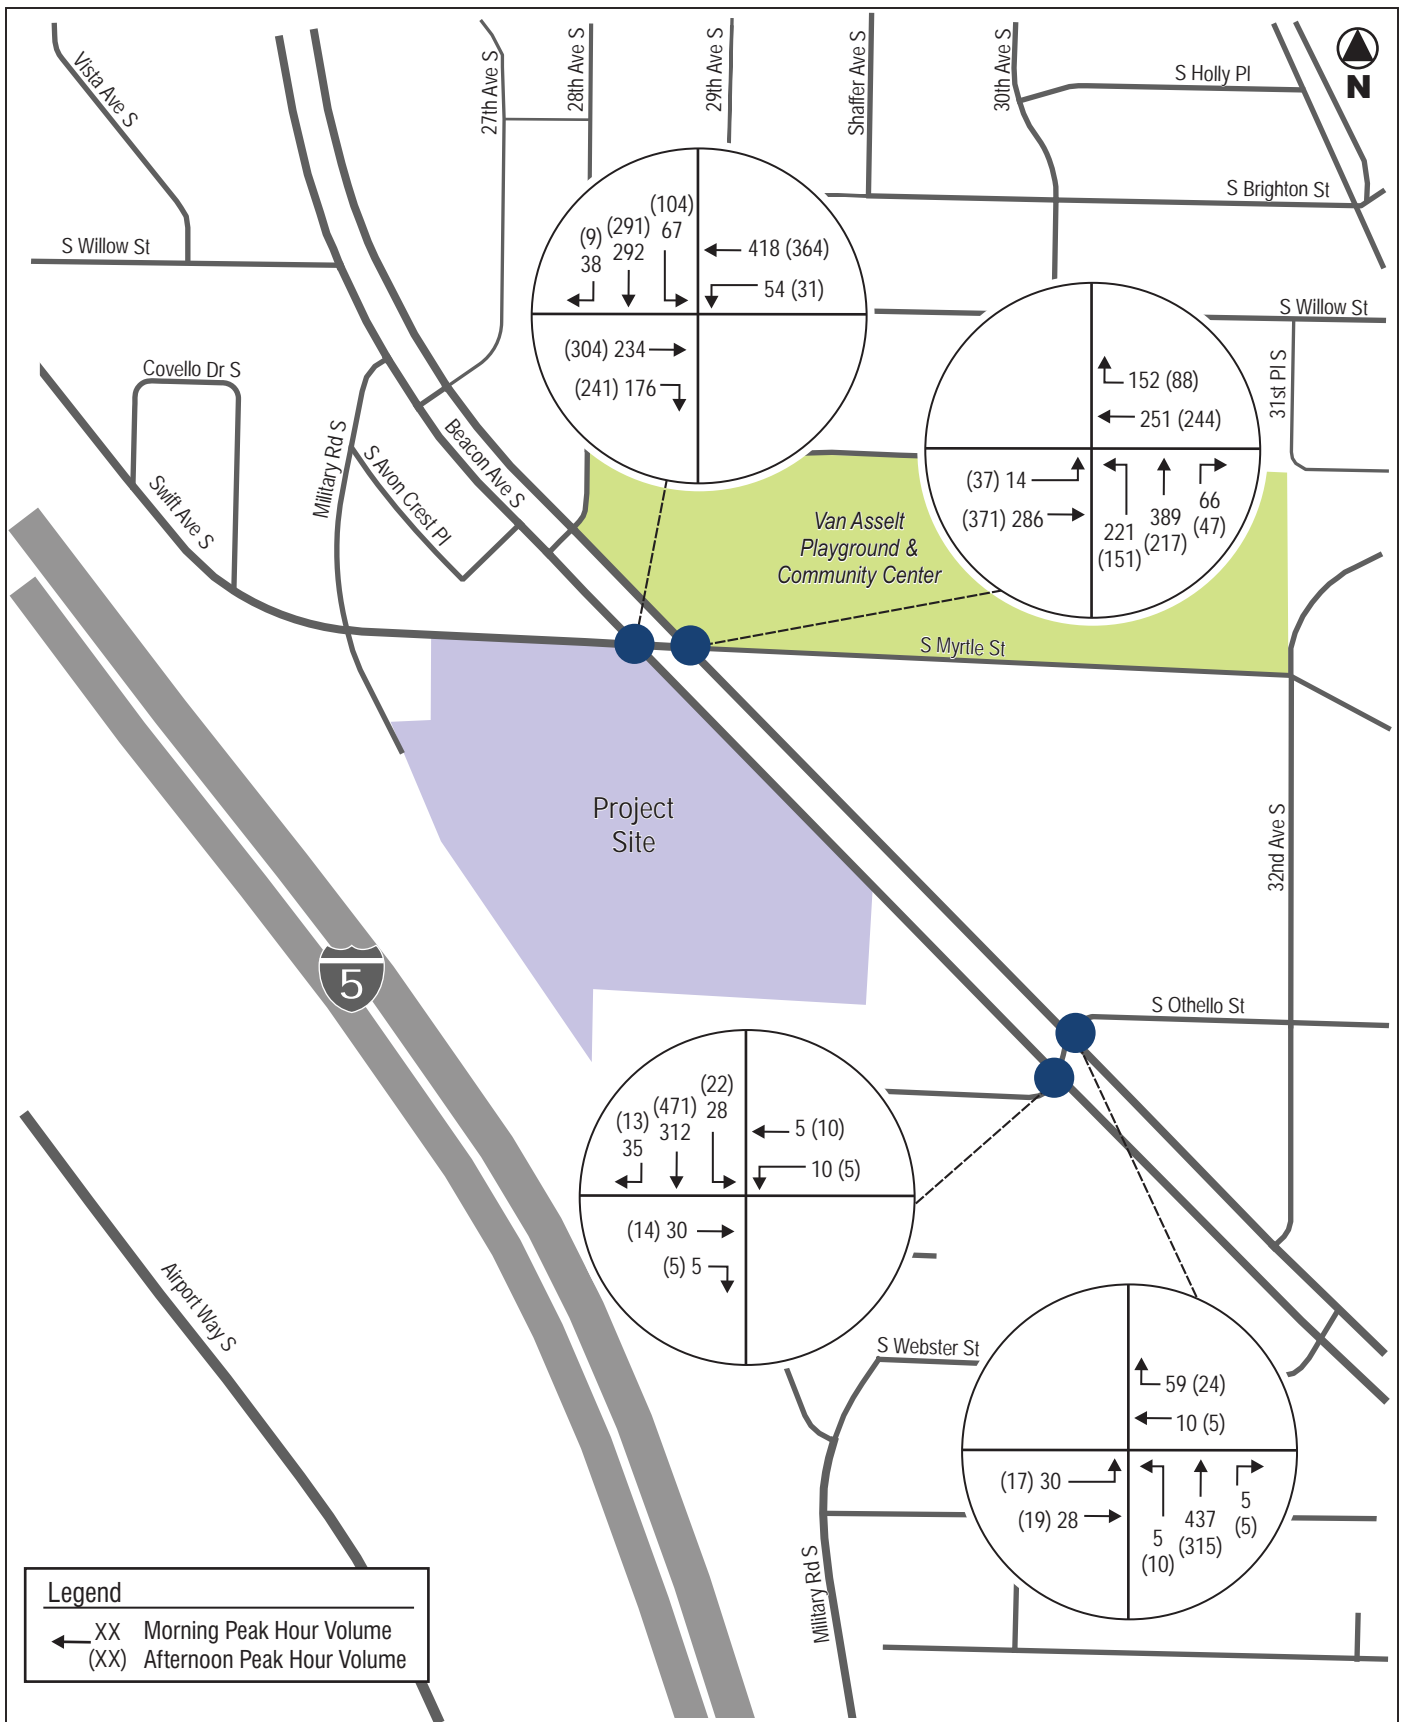 Vista Ave S
27th Ave S
28th Ave S
29th Ave S
Shaffer Ave S
30th Ave S
S Holly Pl
N
S Brighton St
S Willow St
(104)
(291) 67
(9) 292
38
418 (364)
54 (31)
(304) 234
(241) 176
S Willow St
31st Pl S
Covello Dr S
Military Rd S
S Avon Crest Pl
Beacon Ave S
Swift Ave S
152 (88)
251 (244)
(37) 14
(371) 286
221
(151)
389
(217)
66
(47)
Van Asselt
Playground &
Community Center
S Myrtle St
Project
Site
32nd Ave S
5
S Othello St
(22)
(471) 28
(13) 312
35
5 (10)
10 (5)
(14) 30
(5) 5
Airport Way S
S Webster St
59 (24)
10 (5)
(17) 30
(19) 28
5
(10)
437
(315)
5
(5)
Military Rd S
Legend
XX Morning Peak Hour Volume
(XX) Afternoon Peak Hour Volume